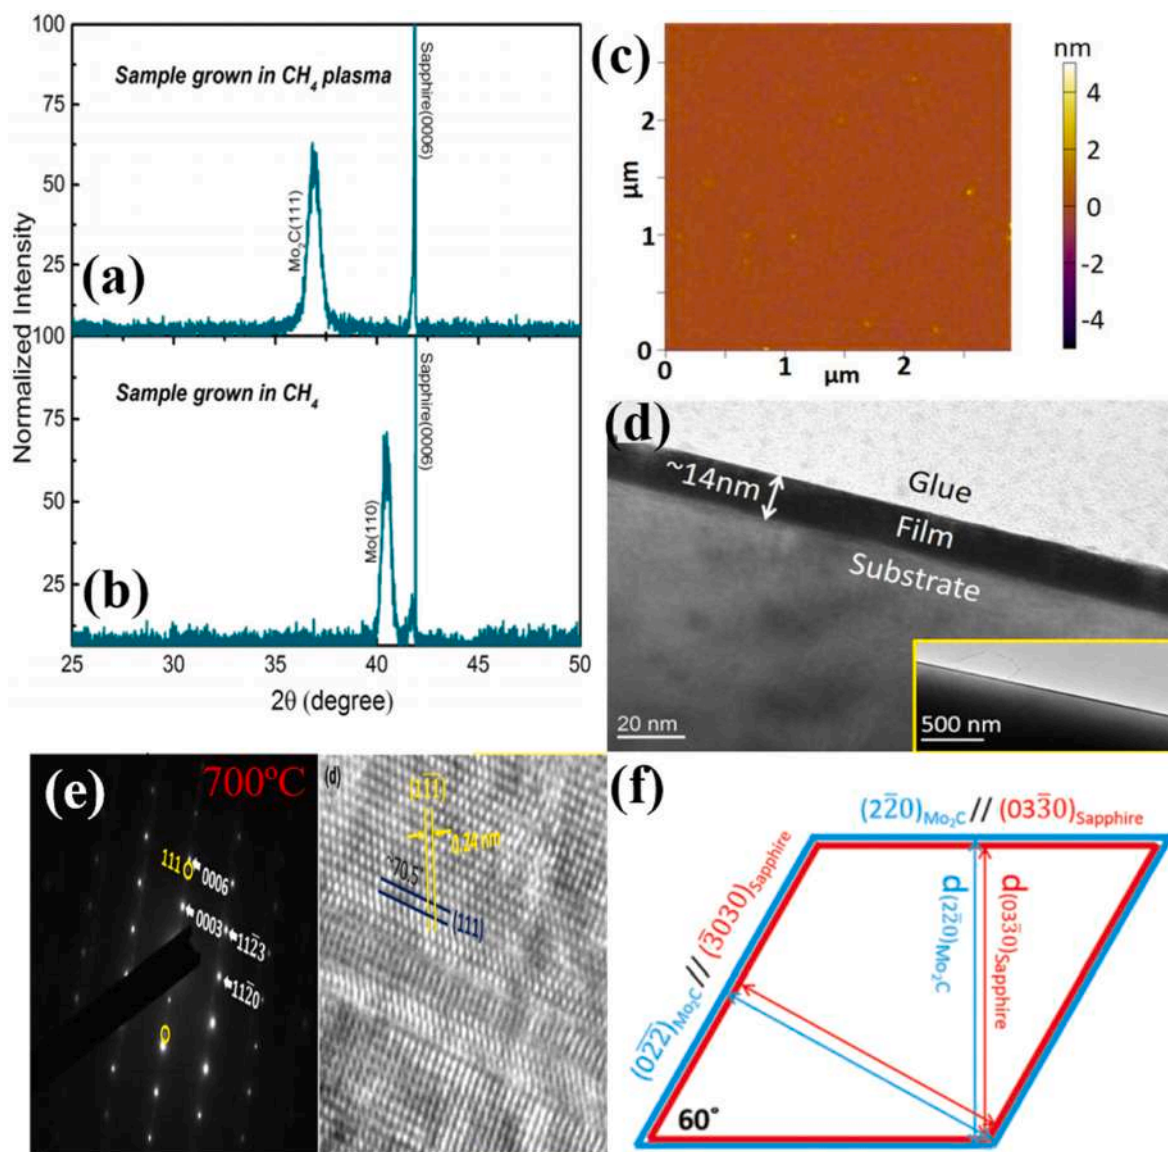 100
Sample grown in CH4 plasma
Sapphire(0006)
75
50
Mo2C(111)
25
(a)
Normalized Intensity
100
Sample grown in CH4
Sapphire(0006)
75
50
Mo(110)
25
(b)
25 30 35 40 45 50
2θ (degree)
(c)
nm
4
2
0
-2
-4
2
1
0
μm
0 1 2
μm
(d)
~14nm
Glue
Film
Substrate
20 nm
500 nm
(e)
700ºC
111
0006
0003
112̅3
112̅0
(d)
(11̅1̅)
0.24 nm
~70.5°
(111)
(f)
(22̅0)Mo2C // (033̅0)Sapphire
(02̅2̅)Mo2C // (3̅030)Sapphire
d(22̅0)Mo2C
d(033̅0)Sapphire
60°